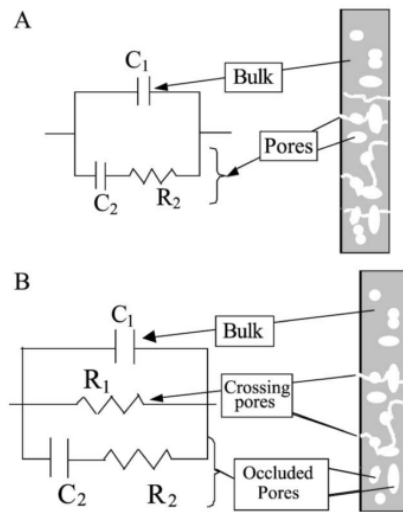 A
C1
Bulk
Pores
C2
R2
B
C1
Bulk
R1
Crossing
pores
C2
R2
Occluded
Pores